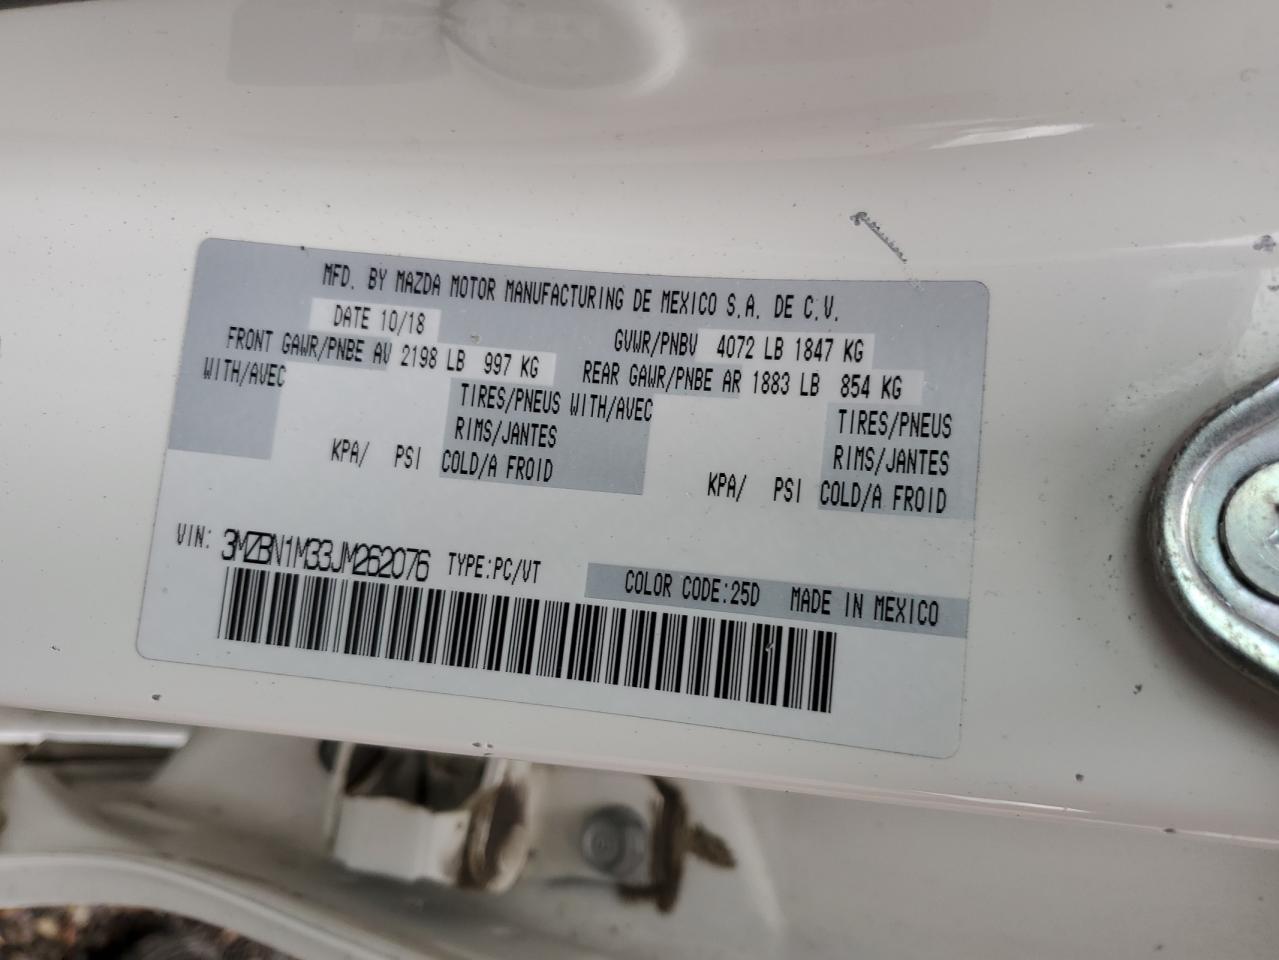 MFD. BY MAZDA MOTOR MANUFACTURING DE MEXICO S.A. DE C.V.
DATE 10/18 GVWR/PNBV 4072 LB 1847 KG
FRONT GAWR/PNBE AV 2198 LB 997 KG REAR GAWR/PNBE AR 1883 LB 854 KG
WITH/AVEC TIRES/PNEUS WITH/AVEC TIRES/PNEUS
RIMS/JANTES RIMS/JANTES
KPA/ PSI COLD/A FROID KPA/ PSI COLD/A FROID
VIN: 3MZBN1M33JM262076 TYPE:PC/VT COLOR CODE:25D MADE IN MEXICO